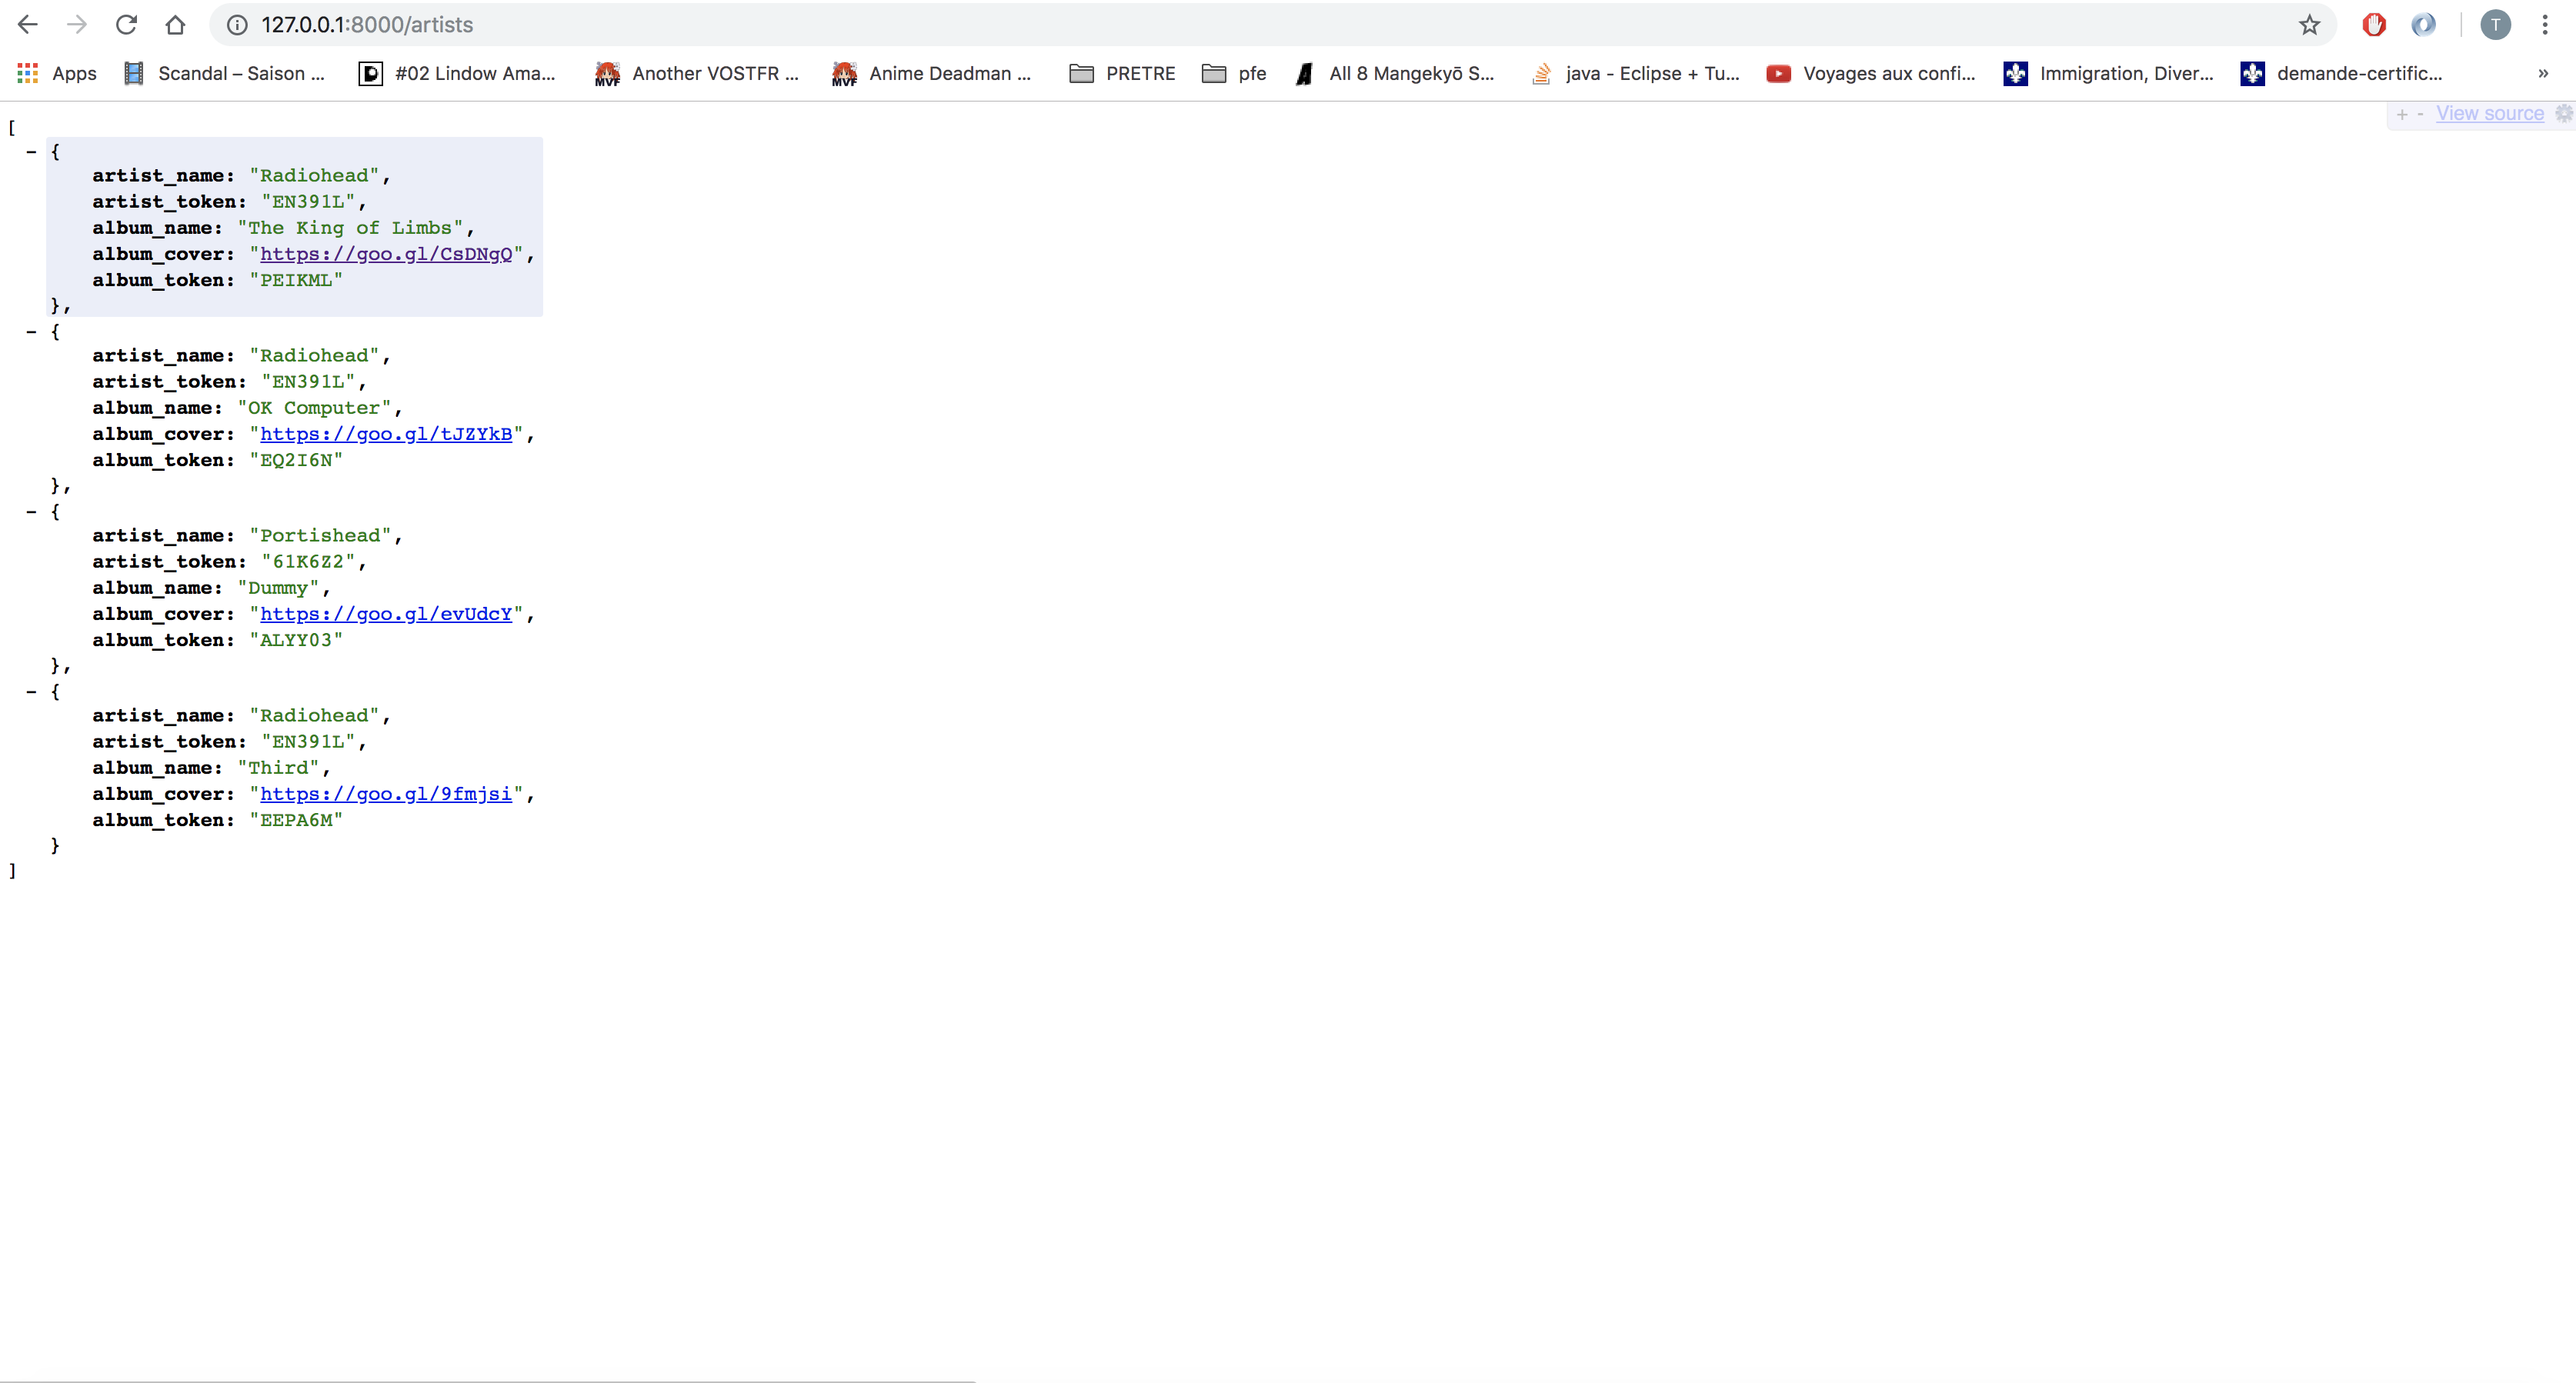 127.0.0.1:8000/artists
T
Apps
Scandal – Saison ...
#02 Lindow Ama...
Another VOSTFR ...
Anime Deadman ...
PRETRE
pfe
All 8 Mangekyō S...
java - Eclipse + Tu...
Voyages aux confi...
Immigration, Diver...
demande-certific...
»
+ - View source
[
- {
artist_name: "Radiohead",
artist_token: "EN391L",
album_name: "The King of Limbs",
album_cover: "https://goo.gl/CsDNgQ",
album_token: "PEIKML"
},
- {
artist_name: "Radiohead",
artist_token: "EN391L",
album_name: "OK Computer",
album_cover: "https://goo.gl/tJZYkB",
album_token: "EQ2I6N"
},
- {
artist_name: "Portishead",
artist_token: "61K6Z2",
album_name: "Dummy",
album_cover: "https://goo.gl/evUdcY",
album_token: "ALYY03"
},
- {
artist_name: "Radiohead",
artist_token: "EN391L",
album_name: "Third",
album_cover: "https://goo.gl/9fmjsi",
album_token: "EEPA6M"
}
]